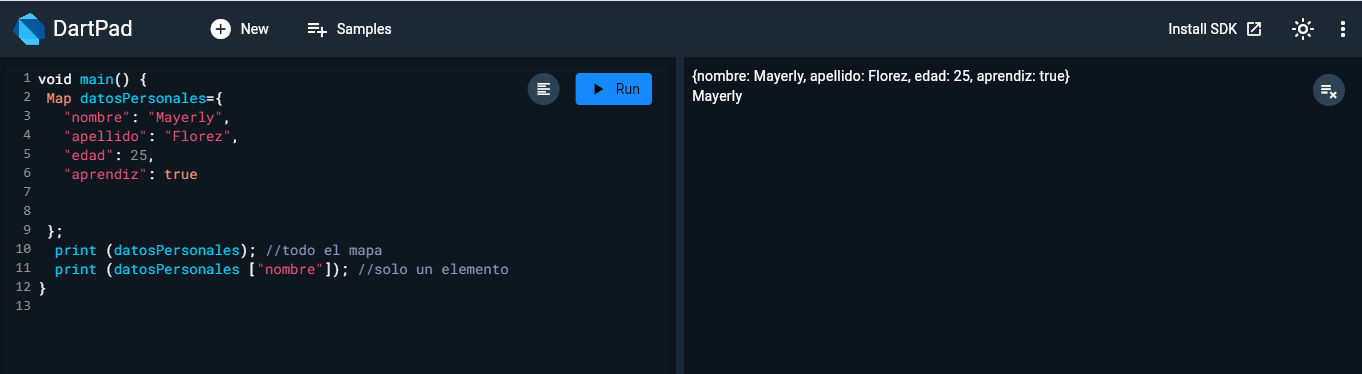 DartPad
New
Samples
Install SDK
1 void main() {
2 Map datosPersonales={
3 "nombre": "Mayerly",
4 "apellido": "Florez",
5 "edad": 25,
6 "aprendiz": true
7
8
9 };
10 print (datosPersonales); //todo el mapa
11 print (datosPersonales ["nombre"]); //solo un elemento
12 }
13
Run
{nombre: Mayerly, apellido: Florez, edad: 25, aprendiz: true}
Mayerly